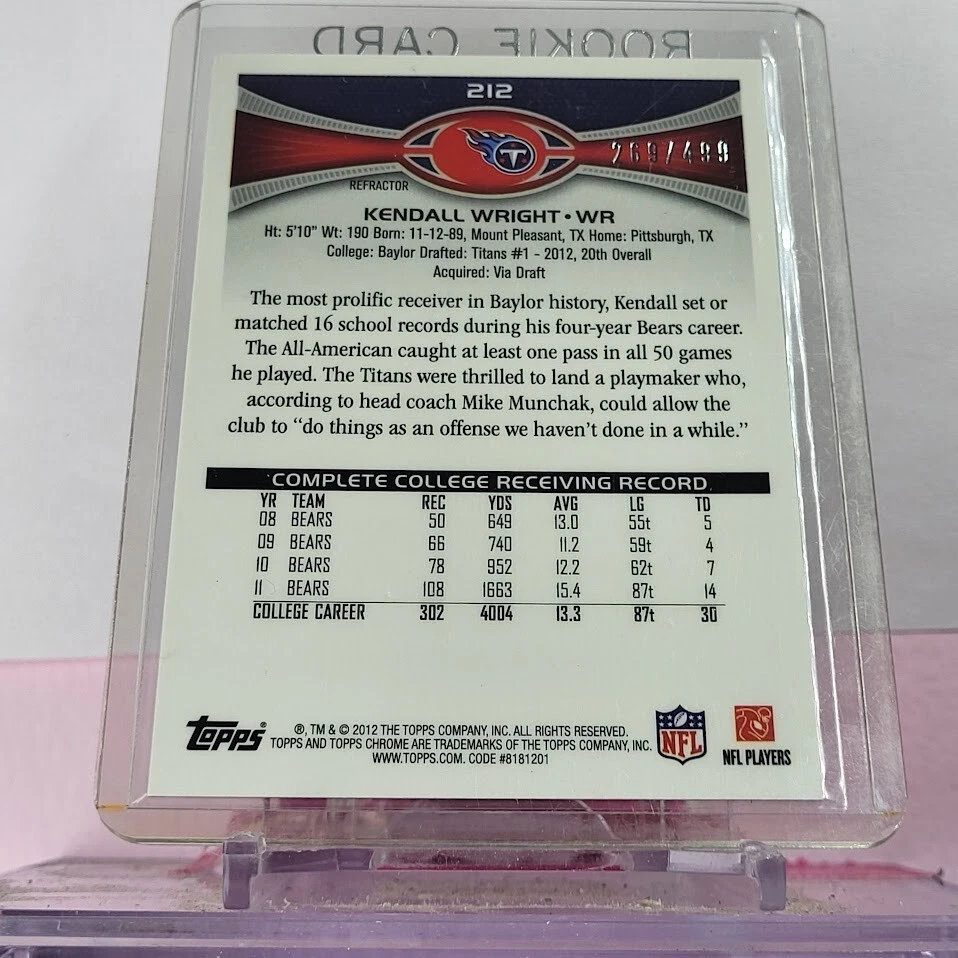 ROOKIE CARD
212
269/499
T
REFRACTOR
KENDALL WRIGHT • WR
Ht: 5'10" Wt: 190 Born: 11-12-89, Mount Pleasant, TX Home: Pittsburgh, TX
College: Baylor Drafted: Titans #1 - 2012, 20th Overall
Acquired: Via Draft
The most prolific receiver in Baylor history, Kendall set or
matched 16 school records during his four-year Bears career.
The All-American caught at least one pass in all 50 games
he played. The Titans were thrilled to land a playmaker who,
according to head coach Mike Munchak, could allow the
club to “do things as an offense we haven’t done in a while.”
COMPLETE COLLEGE RECEIVING RECORD
YR TEAM REC YDS AVG LG TD
08 BEARS 50 649 13.0 55t 5
09 BEARS 66 740 11.2 59t 4
10 BEARS 78 952 12.2 62t 7
11 BEARS 108 1663 15.4 87t 14
COLLEGE CAREER 302 4004 13.3 87t 30
Topps®
®, TM & © 2012 THE TOPPS COMPANY, INC. ALL RIGHTS RESERVED.
TOPPS AND TOPPS CHROME ARE TRADEMARKS OF THE TOPPS COMPANY, INC.
WWW.TOPPS.COM. CODE #8181201
NFL
NFL PLAYERS